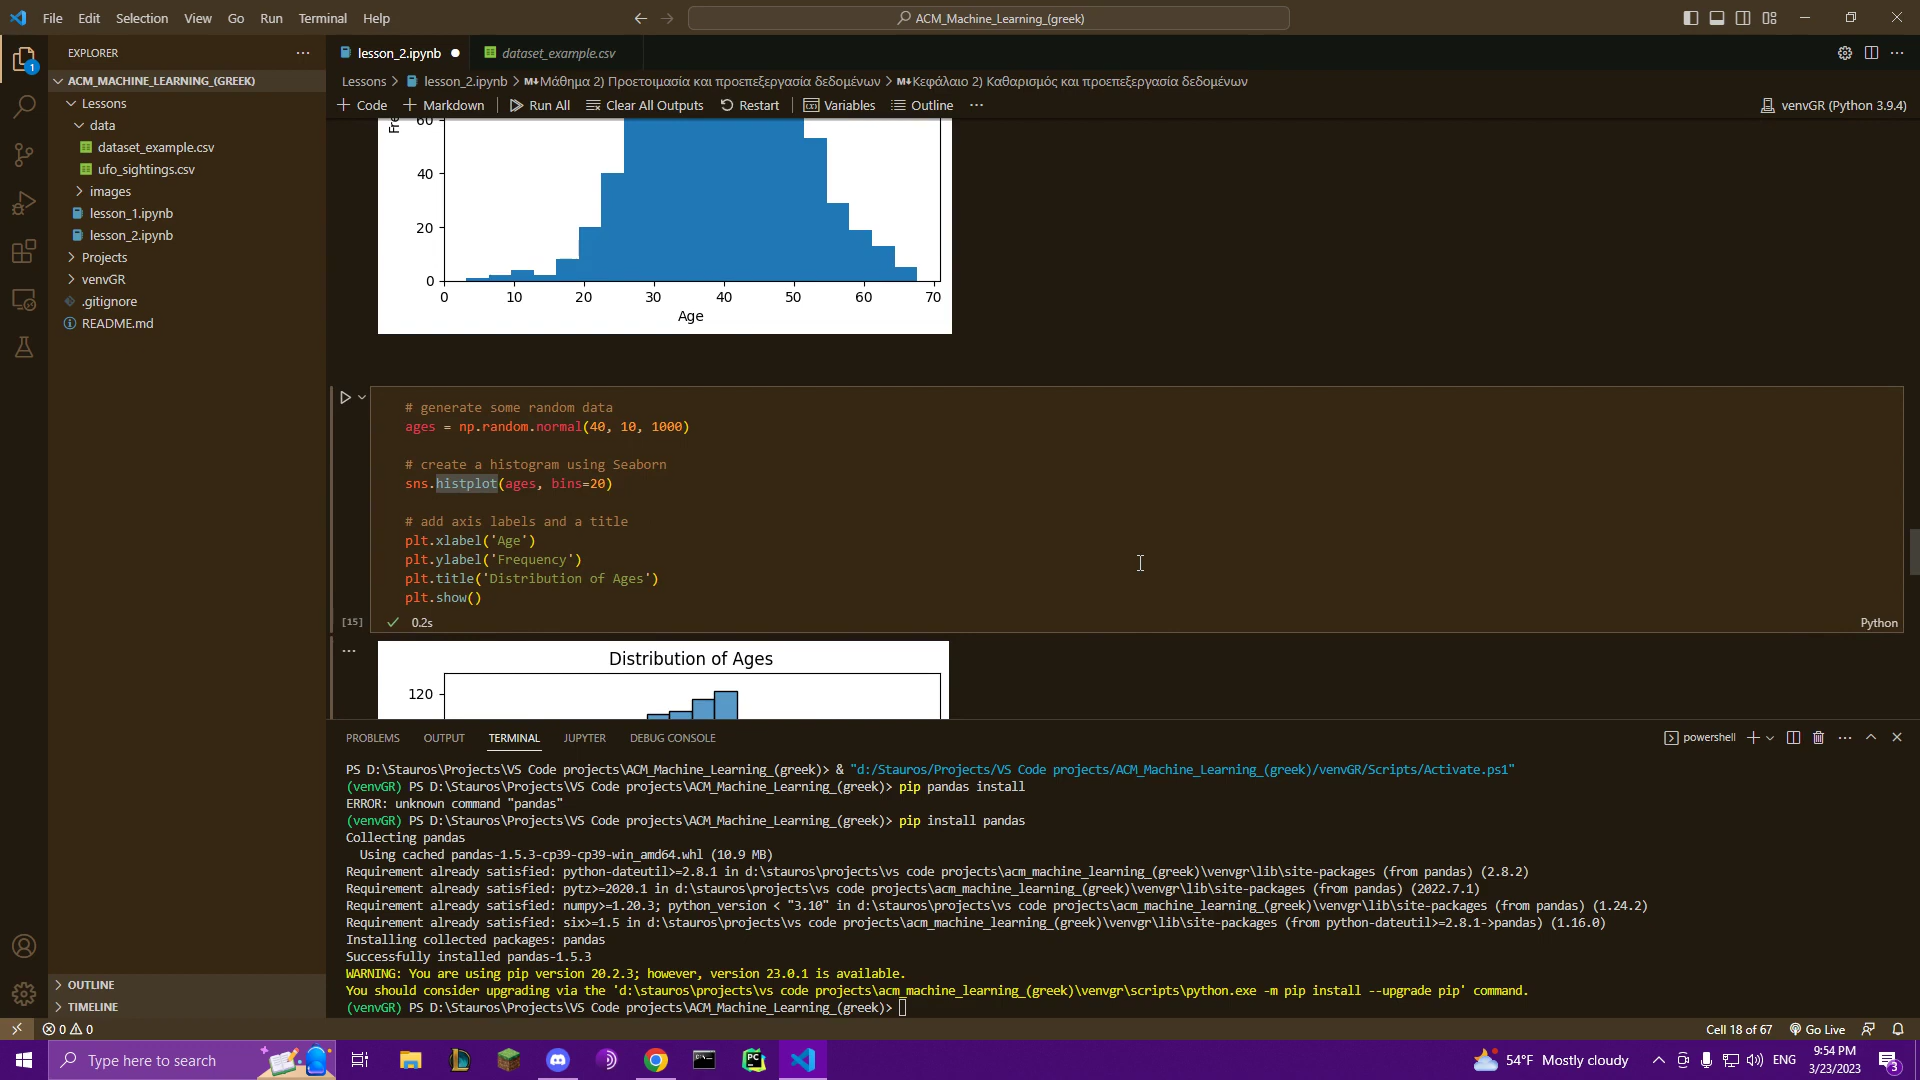 File Edit Selection View Go Run Terminal Help
ACM_Machine_Learning_(greek)
EXPLORER
lesson_2.ipynb
dataset_example.csv
ACM_MACHINE_LEARNING_(GREEK)
Lessons
data
dataset_example.csv
ufo_sightings.csv
images
lesson_1.ipynb
lesson_2.ipynb
Projects
venvGR
.gitignore
README.md
OUTLINE
TIMELINE
1
Lessons > lesson_2.ipynb > M↓Μάθημα 2) Προετοιμασία και προεπεξεργασία δεδομένων > M↓Κεφάλαιο 2) Καθαρισμός και προεπεξεργασία δεδομένων
Code Markdown Run All Clear All Outputs Restart Variables Outline ...
venvGR (Python 3.9.4)
Fre
60
40
20
0
0 10 20 30 40 50 60 70
Age
# generate some random data
ages = np.random.normal(40, 10, 1000)
# create a histogram using Seaborn
sns.histplot(ages, bins=20)
# add axis labels and a title
plt.xlabel('Age')
plt.ylabel('Frequency')
plt.title('Distribution of Ages')
plt.show()
[15] 0.2s
Python
Distribution of Ages
120
PROBLEMS OUTPUT TERMINAL JUPYTER DEBUG CONSOLE
powershell
PS D:\Stauros\Projects\VS Code projects\ACM_Machine_Learning_(greek)> & "d:/Stauros/Projects/VS Code projects/ACM_Machine_Learning_(greek)/venvGR/Scripts/Activate.ps1"
(venvGR) PS D:\Stauros\Projects\VS Code projects\ACM_Machine_Learning_(greek)> pip pandas install
ERROR: unknown command "pandas"
(venvGR) PS D:\Stauros\Projects\VS Code projects\ACM_Machine_Learning_(greek)> pip install pandas
Collecting pandas
Using cached pandas-1.5.3-cp39-cp39-win_amd64.whl (10.9 MB)
Requirement already satisfied: python-dateutil>=2.8.1 in d:\stauros\projects\vs code projects\acm_machine_learning_(greek)\venvgr\lib\site-packages (from pandas) (2.8.2)
Requirement already satisfied: pytz>=2020.1 in d:\stauros\projects\vs code projects\acm_machine_learning_(greek)\venvgr\lib\site-packages (from pandas) (2022.7.1)
Requirement already satisfied: numpy>=1.20.3; python_version < "3.10" in d:\stauros\projects\vs code projects\acm_machine_learning_(greek)\venvgr\lib\site-packages (from pandas) (1.24.2)
Requirement already satisfied: six>=1.5 in d:\stauros\projects\vs code projects\acm_machine_learning_(greek)\venvgr\lib\site-packages (from python-dateutil>=2.8.1->pandas) (1.16.0)
Installing collected packages: pandas
Successfully installed pandas-1.5.3
WARNING: You are using pip version 20.2.3; however, version 23.0.1 is available.
You should consider upgrading via the 'd:\stauros\projects\vs code projects\acm_machine_learning_(greek)\venvgr\scripts\python.exe -m pip install --upgrade pip' command.
(venvGR) PS D:\Stauros\Projects\VS Code projects\ACM_Machine_Learning_(greek)>
0 0
Cell 18 of 67 Go Live
Type here to search
PC
54°F Mostly cloudy
ENG
9:54 PM
3/23/2023
3